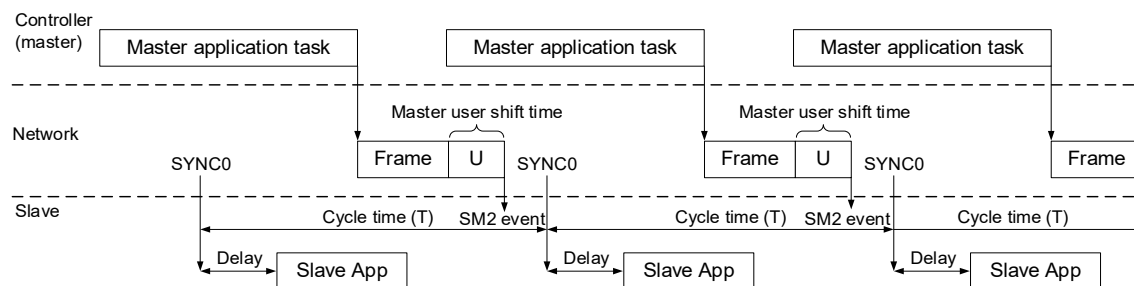 Controller
(master)
Master application task
Master application task
Master application task
Master user shift time
Master user shift time
Network
Frame
U
Frame
U
Frame
SYNC0
SYNC0
SYNC0
Slave
Cycle time (T)
SM2 event
Cycle time (T)
SM2 event
Cycle time (T)
Delay
Slave App
Delay
Slave App
Delay
Slave App